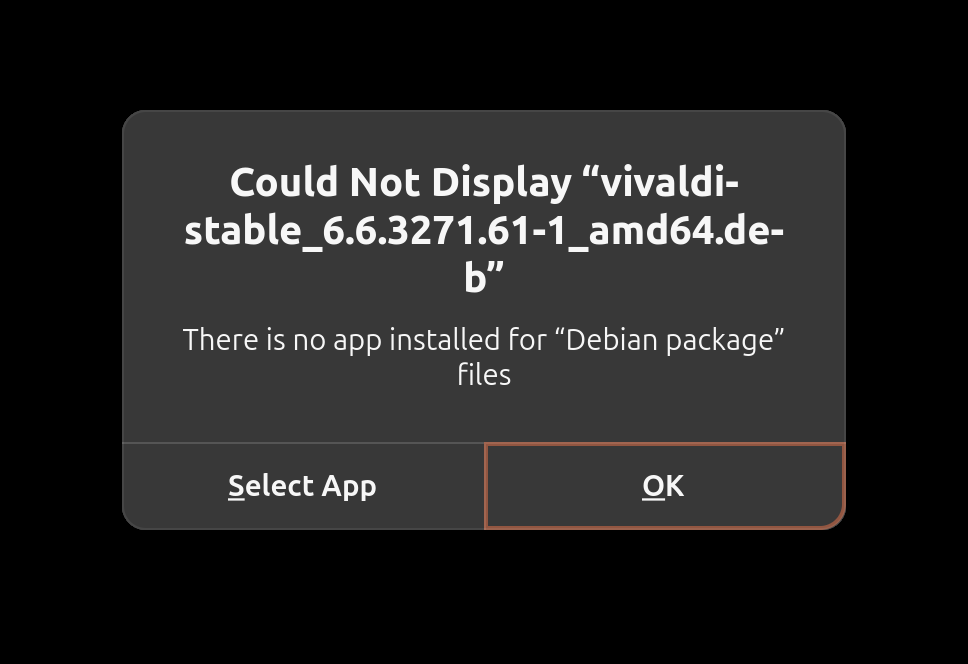 Could Not Display “vivaldi-
stable_6.6.3271.61-1_amd64.de-
b”
There is no app installed for “Debian package”
files
Select App
OK